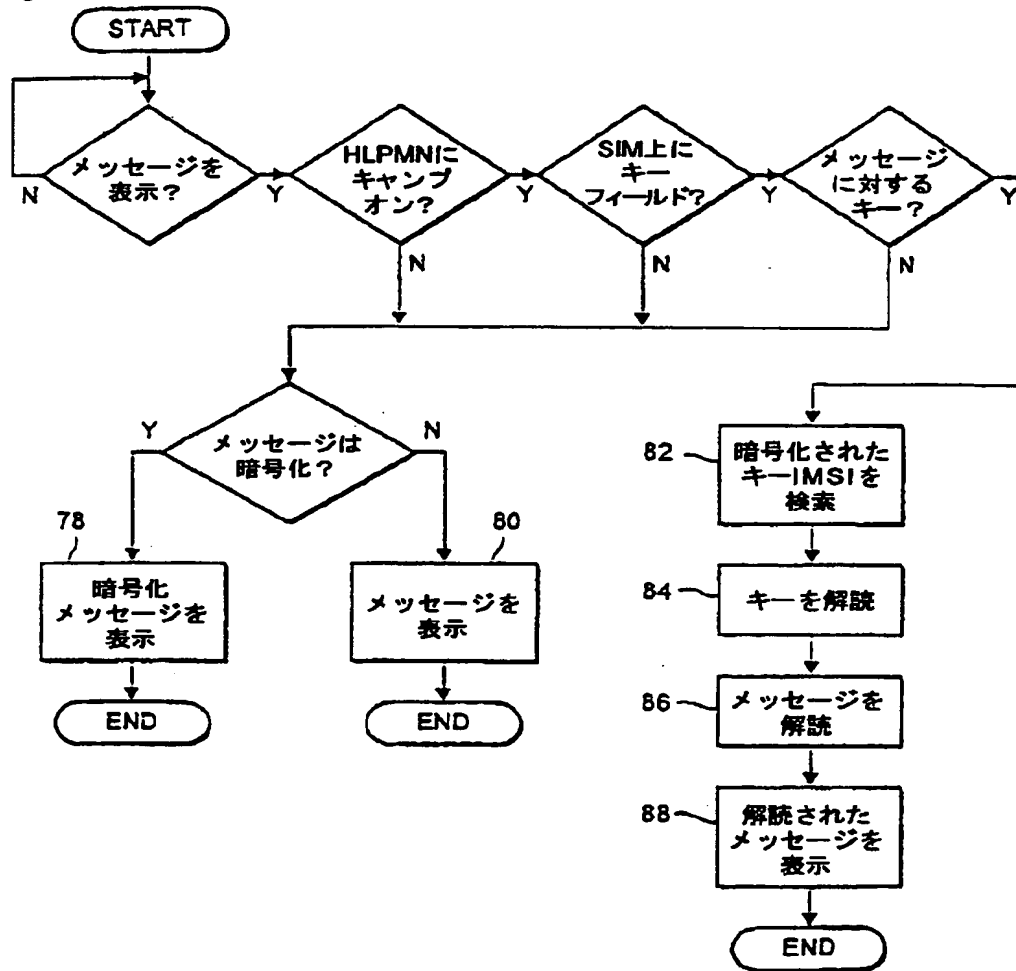 START
メッセージを
表示?
N
Y
HLPMNに
キャンプ
オン?
Y
N
SIM上に
キー
フィールド?
Y
N
メッセージ
に対する
キー?
Y
N
メッセージは
暗号化?
Y
N
78
暗号化
メッセージを
表示
END
80
メッセージを
表示
END
82
暗号化された
キーIMSIを
検索
84
キーを解読
86
メッセージを
解読
88
解読された
メッセージを
表示
END